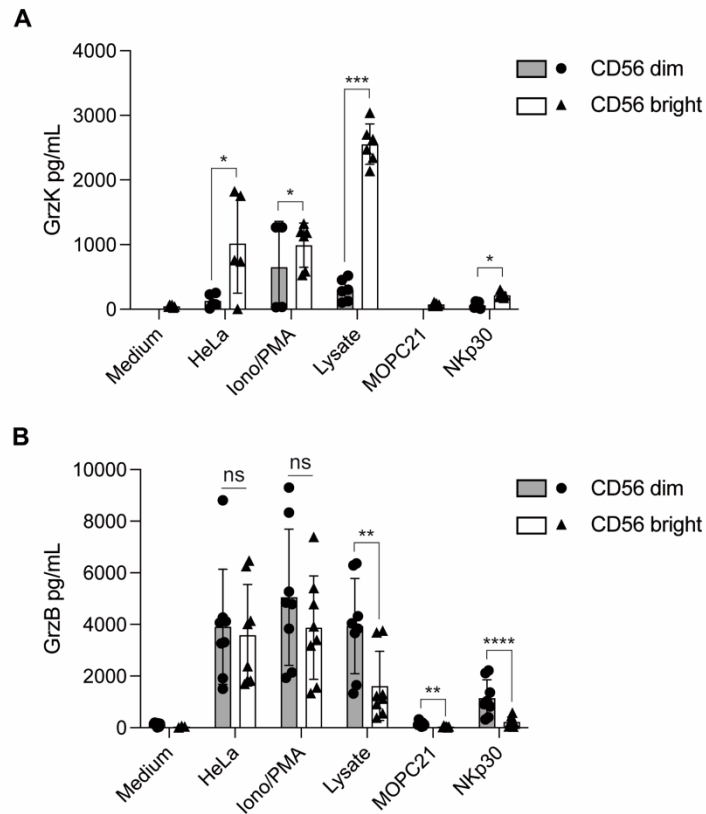 A
4000
3000
2000
1000
0
GrzK pg/mL
*
*
***
*
CD56 dim
CD56 bright
Medium
HeLa
Iono/PMA
Lysate
MOPC21
NKp30
B
10000
8000
6000
4000
2000
0
GrzB pg/mL
ns
ns
**
**
****
CD56 dim
CD56 bright
Medium
HeLa
Iono/PMA
Lysate
MOPC21
NKp30